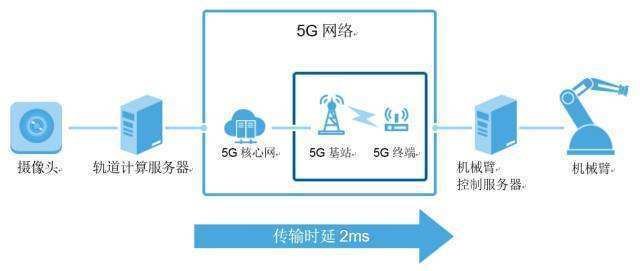 5G 网络
摄像头
轨道计算服务器
5G 核心网
5G 基站
5G 终端
机械臂
控制服务器
机械臂
传输时延 2ms